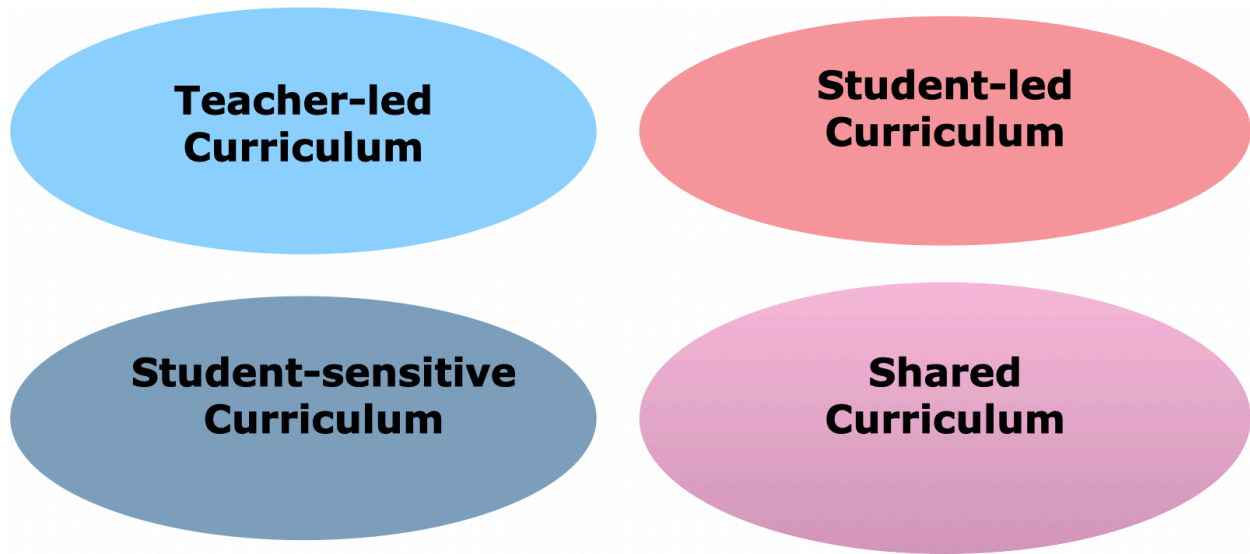 Teacher-led
Curriculum
Student-led
Curriculum
Student-sensitive
Curriculum
Shared
Curriculum